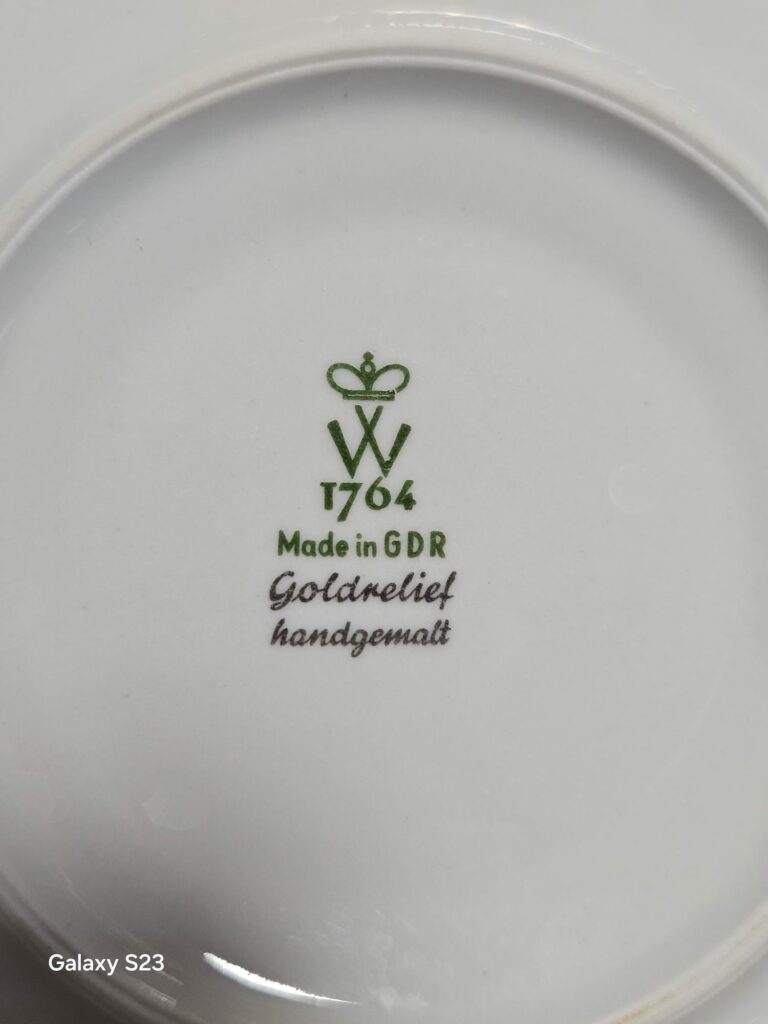 W
1764
Made in GDR
Goldrelief
handgemalt
Galaxy S23